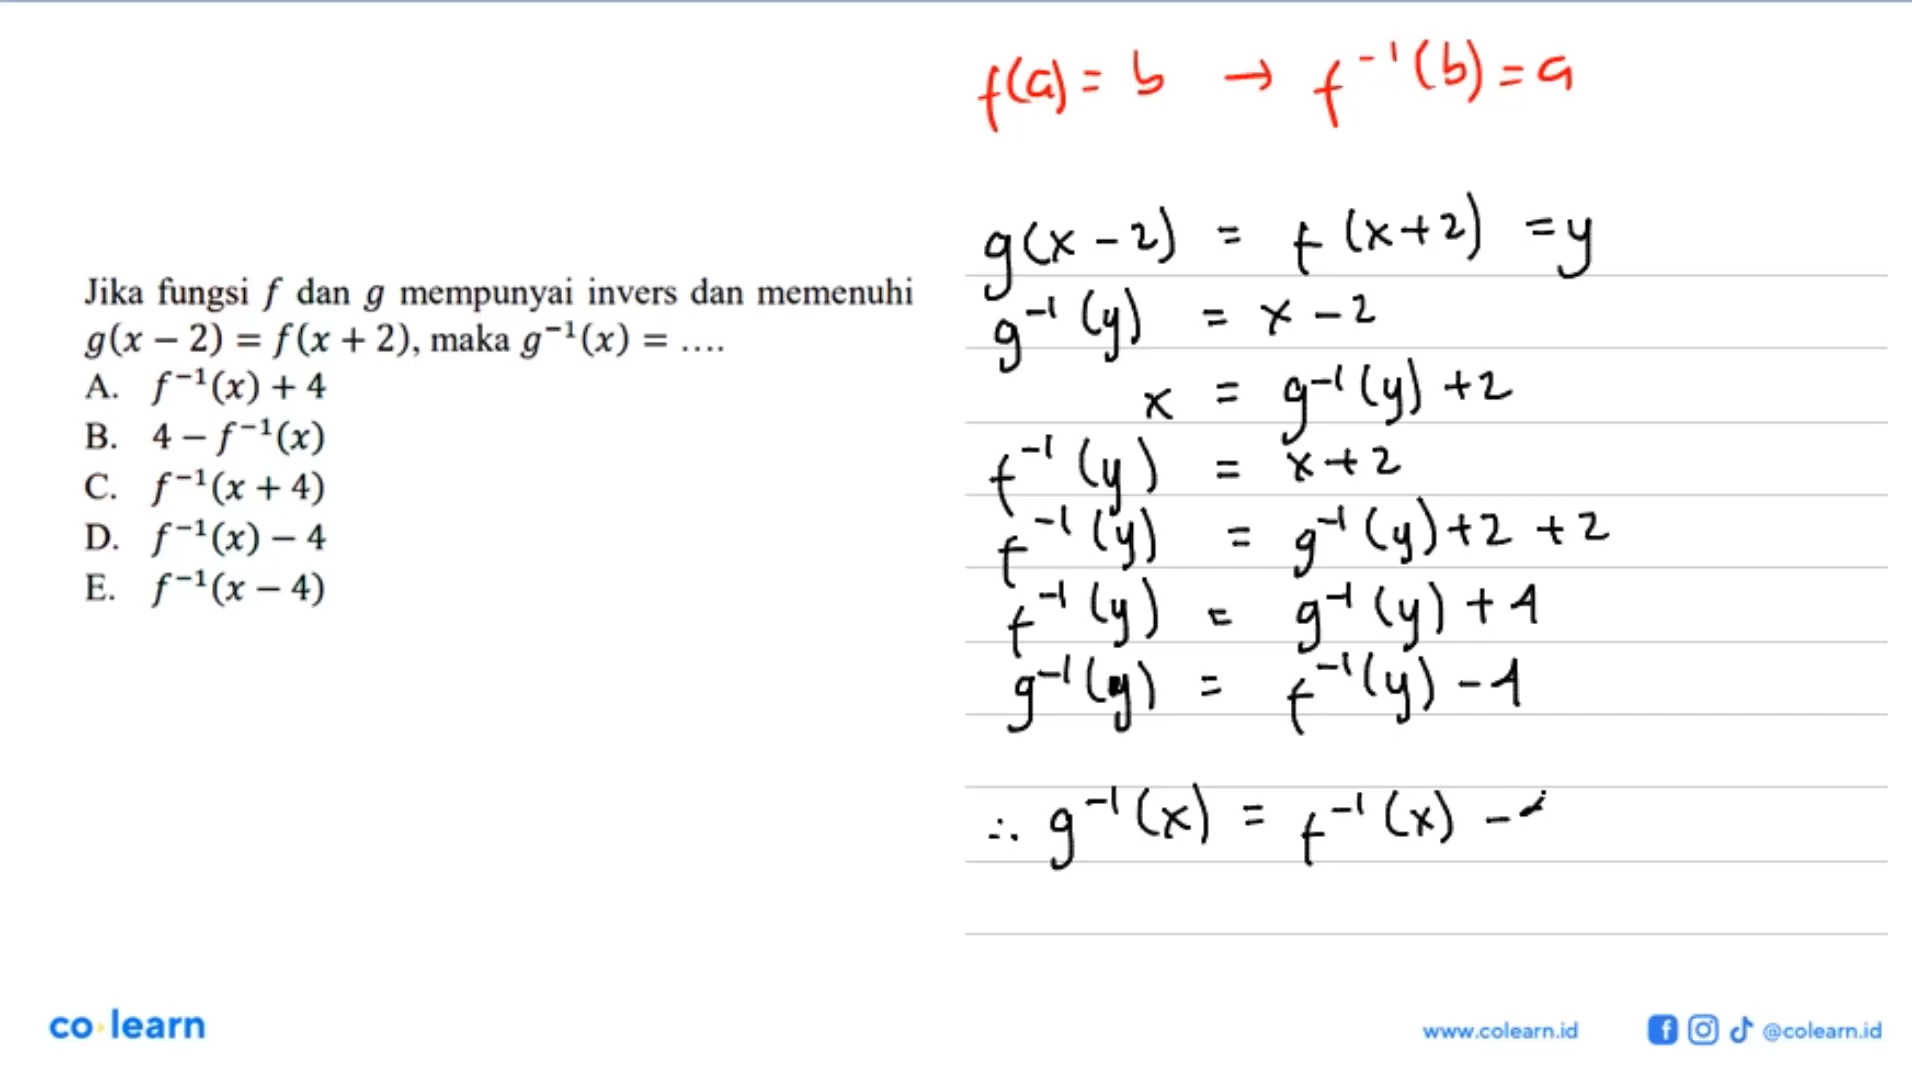 f(a) = b → f⁻¹(b) = a
Jika fungsi f dan g mempunyai invers dan memenuhi
g(x − 2) = f(x + 2), maka g⁻¹(x) = ....
A. f⁻¹(x) + 4
B. 4 − f⁻¹(x)
C. f⁻¹(x + 4)
D. f⁻¹(x) − 4
E. f⁻¹(x − 4)
g(x − 2) = f(x+2) = y
g⁻¹(y) = x − 2
x = g⁻¹(y) + 2
f⁻¹(y) = x + 2
f⁻¹(y) = g⁻¹(y) + 2 + 2
f⁻¹(y) = g⁻¹(y) + 4
g⁻¹(y) = f⁻¹(y) − 4
∴ g⁻¹(x) = f⁻¹(x) −
co learn
www.colearn.id
@colearn.id